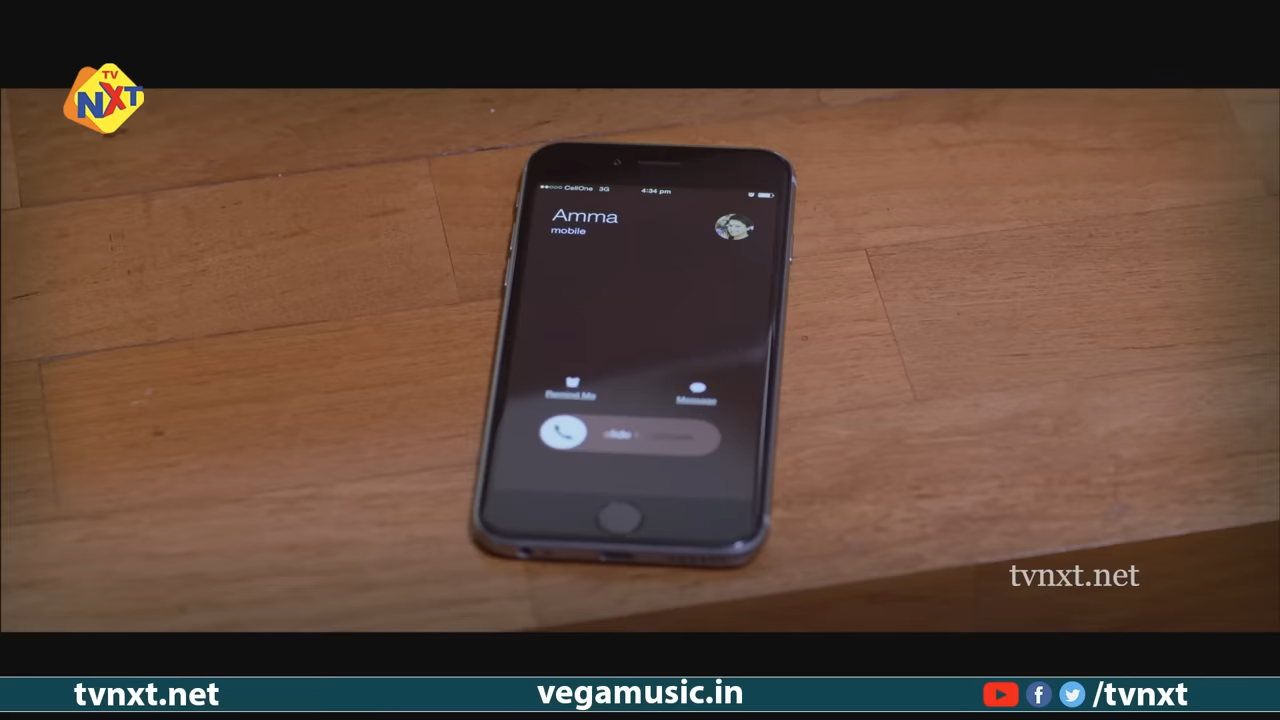 TV
NXT
CellOne 3G 4:34 pm
Amma
mobile
Remind Me Message
slide
tvnxt.net
tvnxt.net vegamusic.in /tvnxt